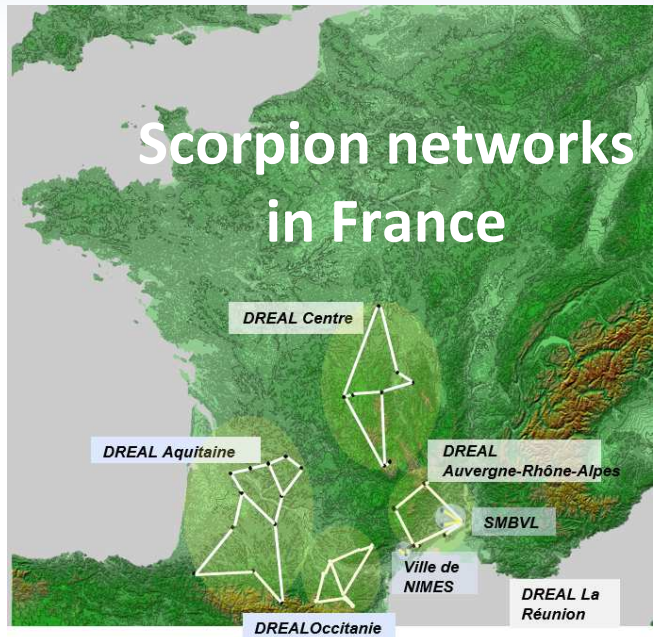 Scorpion networks
in France
DREAL Centre
DREAL Aquitaine
DREAL
Auvergne-Rhône-Alpes
SMBVL
Ville de
NIMES
DREAL La
Réunion
DREALOccitanie